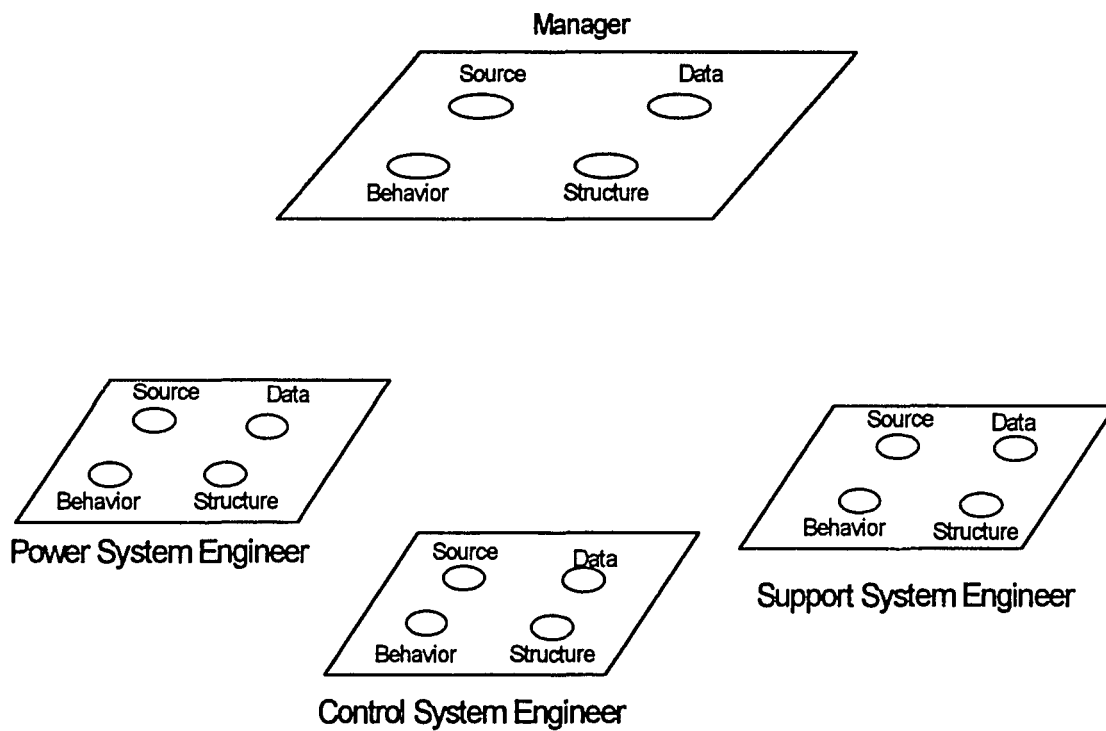 Manager
Source Data
Behavior Structure
Source Data
Behavior Structure
Power System Engineer
Source Data
Behavior Structure
Support System Engineer
Source Data
Behavior Structure
Control System Engineer